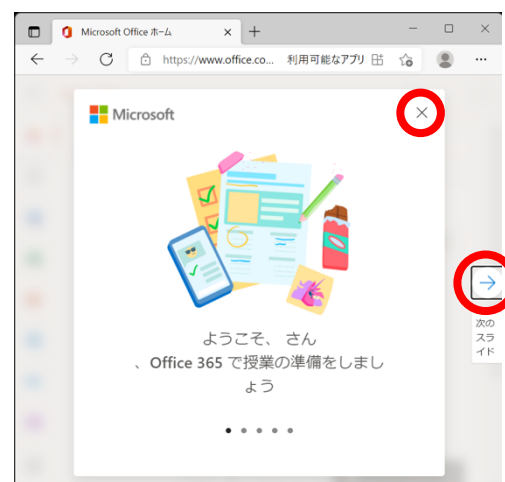 Microsoft Office ホーム
https://www.office.co... 利用可能なアプリ
Microsoft
ようこそ、 さん
、Office 365 で授業の準備をしまし
ょう
次の
スラ
イド